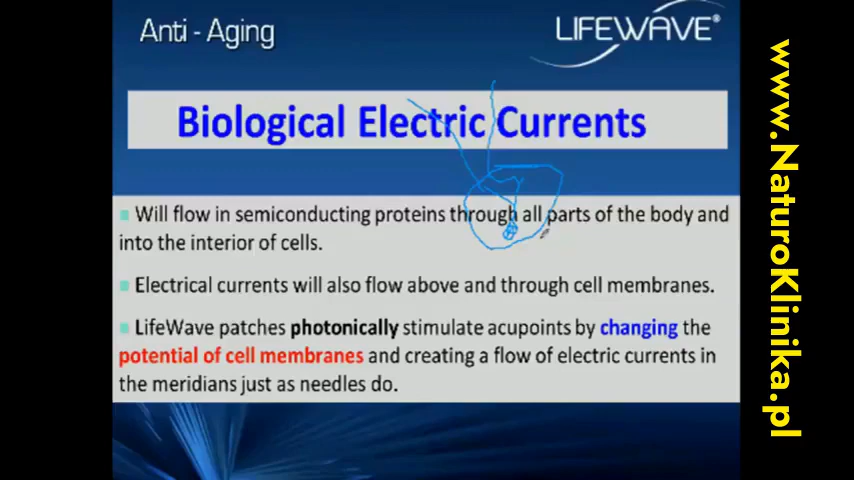 Anti - Aging
LIFEWAVE®
Biological Electric Currents
Will flow in semiconducting proteins through all parts of the body and
into the interior of cells.
Electrical currents will also flow above and through cell membranes.
LifeWave patches photonically stimulate acupoints by changing the
potential of cell membranes and creating a flow of electric currents in
the meridians just as needles do.
www.NaturoKlinika.pl